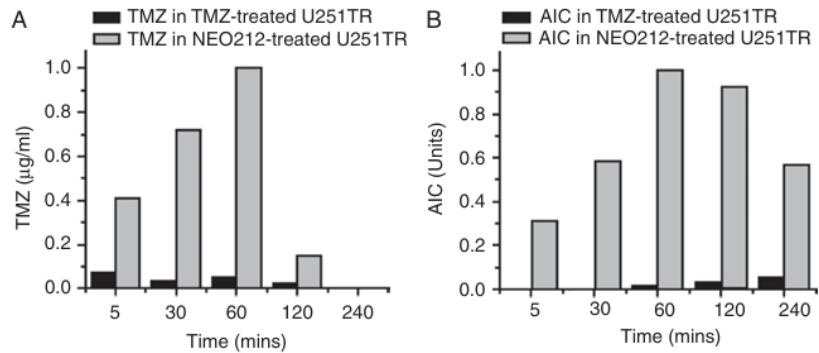 A
TMZ in TMZ-treated U251TR
TMZ in NEO212-treated U251TR
TMZ (µg/ml)
1.0
0.8
0.6
0.4
0.2
0.0
5 30 60 120 240
Time (mins)
B
AIC in TMZ-treated U251TR
AIC in NEO212-treated U251TR
AIC (Units)
1.0
0.8
0.6
0.4
0.2
0.0
5 30 60 120 240
Time (mins)